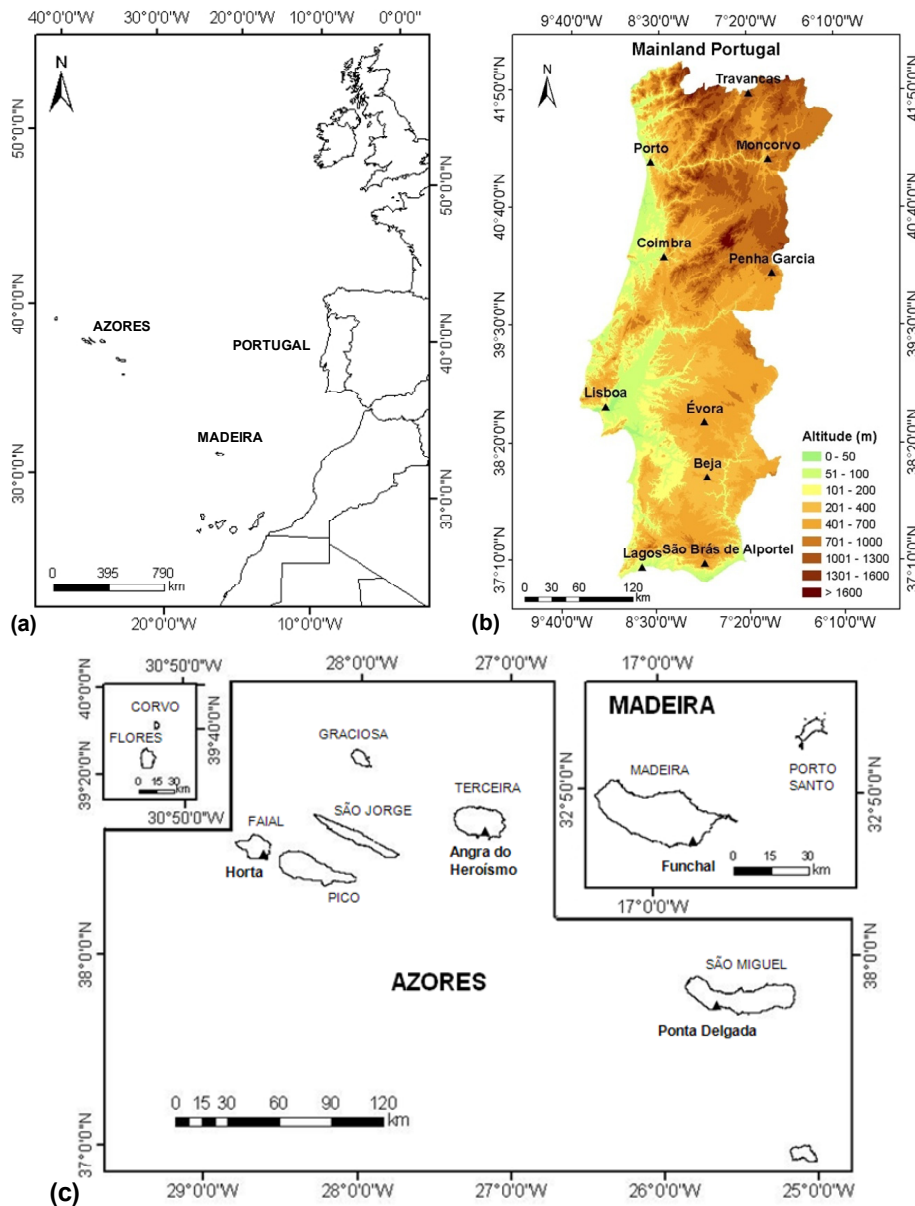 40°0'0"W 20°0'0"W 10°0'0"W 0°0'0"
N
50°0'0"N
50°0'0"N
40°0'0"N
40°0'0"N
AZORES
PORTUGAL
MADEIRA
30°0'0"N
30°0'0"N
0 395 790
km
(a)
20°0'0"W 10°0'0"W
9°40'0"W 8°30'0"W 7°20'0"W 6°10'0"W
Mainland Portugal
N
Travancas
41°50'0"N
41°50'0"N
Porto
Moncorvo
40°40'0"N
40°40'0"N
Coimbra
Penha Garcia
39°30'0"N
39°30'0"N
Lisboa
Évora
38°20'0"N
38°20'0"N
Beja
Altitude (m)
0 - 50
51 - 100
101 - 200
201 - 400
401 - 700
701 - 1000
1001 - 1300
1301 - 1600
> 1600
Lagos
São Brás de Alportel
37°10'0"N
37°10'0"N
0 15 30 60 90 120
km
(b)
9°40'0"W 8°30'0"W 7°20'0"W 6°10'0"W
30°50'0"W
40°0'0"N
39°40'0"N
39°20'0"N
CORVO
FLORES
0 15 30
km
30°50'0"W
28°0'0"W 27°0'0"W
GRACIOSA
TERCEIRA
SÃO JORGE
FAIAL
Horta
PICO
Angra do
Heroísmo
17°0'0"W
MADEIRA
MADEIRA
PORTO
SANTO
32°50'0"N
32°50'0"N
Funchal
0 15 30
km
17°0'0"W
38°0'0"N
38°0'0"N
AZORES
SÃO MIGUEL
Ponta Delgada
0 15 30 60 90 120
km
37°0'0"N
37°0'0"N
(c)
29°0'0"W 28°0'0"W 27°0'0"W 26°0'0"W 25°0'0"W